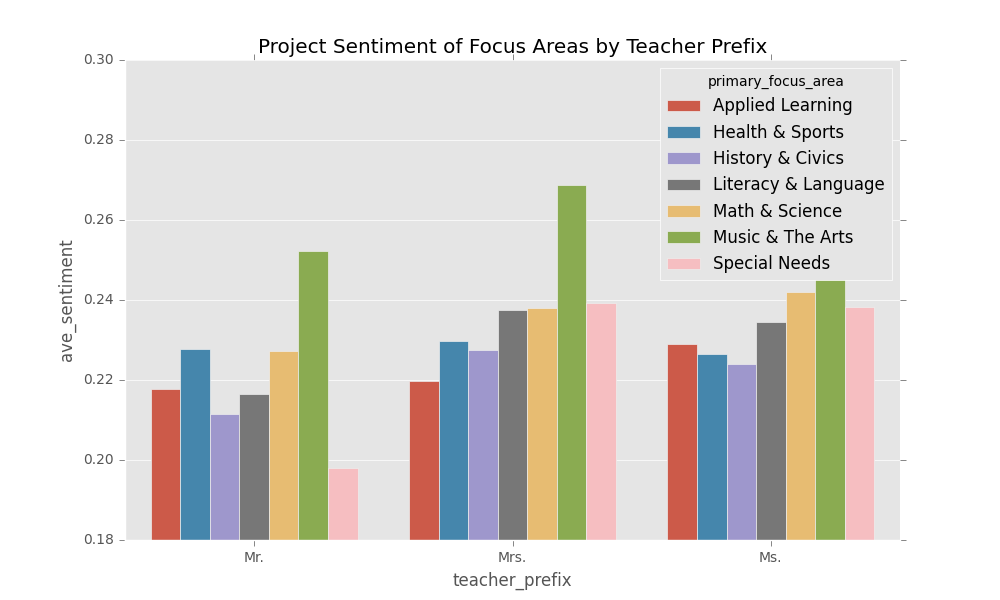 Project Sentiment of Focus Areas by Teacher Prefix
0.30
0.28
0.26
0.24
0.22
0.20
0.18
ave_sentiment
primary_focus_area
Applied Learning
Health & Sports
History & Civics
Literacy & Language
Math & Science
Music & The Arts
Special Needs
Mr.
Mrs.
Ms.
teacher_prefix